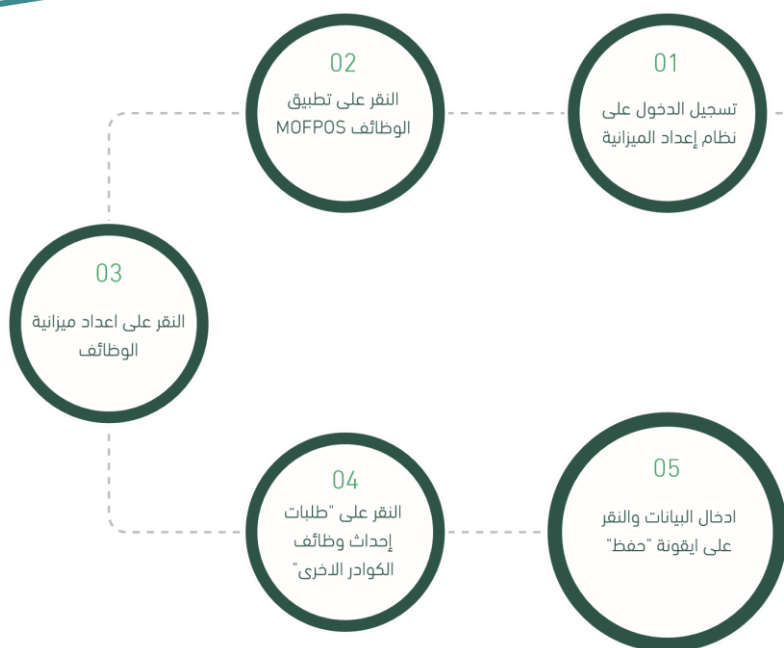 01
تسجيل الدخول على
نظام إعداد الميزانية
02
النقر على تطبيق
الوظائف MOFPOS
03
النقر على اعداد ميزانية
الوظائف
04
النقر على "طلبات
إحداث وظائف
الكوادر الاخرى"
05
ادخال البيانات والنقر
على ايقونة "حفظ"